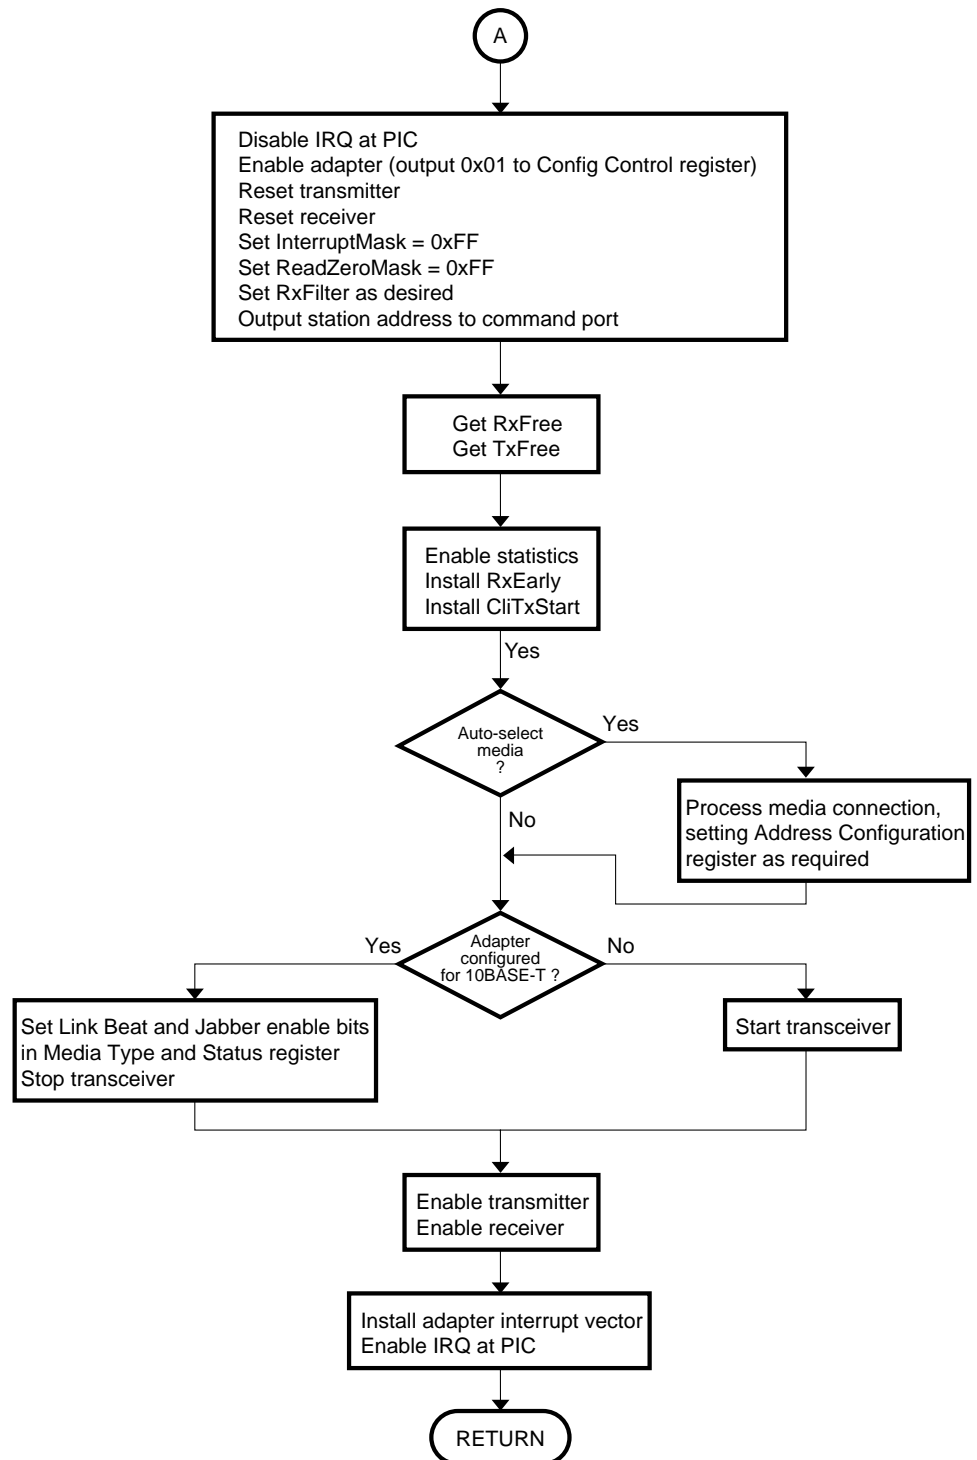 A
Disable IRQ at PIC
Enable adapter (output 0x01 to Config Control register)
Reset transmitter
Reset receiver
Set InterruptMask = 0xFF
Set ReadZeroMask = 0xFF
Set RxFilter as desired
Output station address to command port
Get RxFree
Get TxFree
Enable statistics
Install RxEarly
Install CliTxStart
Yes
Auto-select
media
?
Yes
Process media connection,
setting Address Configuration
register as required
No
Adapter
configured
for 10BASE-T ?
Yes
No
Set Link Beat and Jabber enable bits
in Media Type and Status register
Stop transceiver
Start transceiver
Enable transmitter
Enable receiver
Install adapter interrupt vector
Enable IRQ at PIC
RETURN